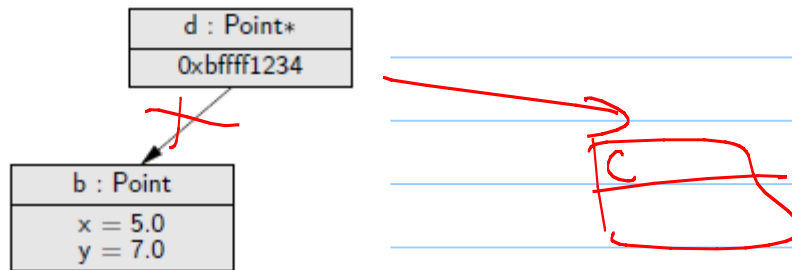 d : Point*
0xbffff1234
b : Point
x = 5.0
y = 7.0
C